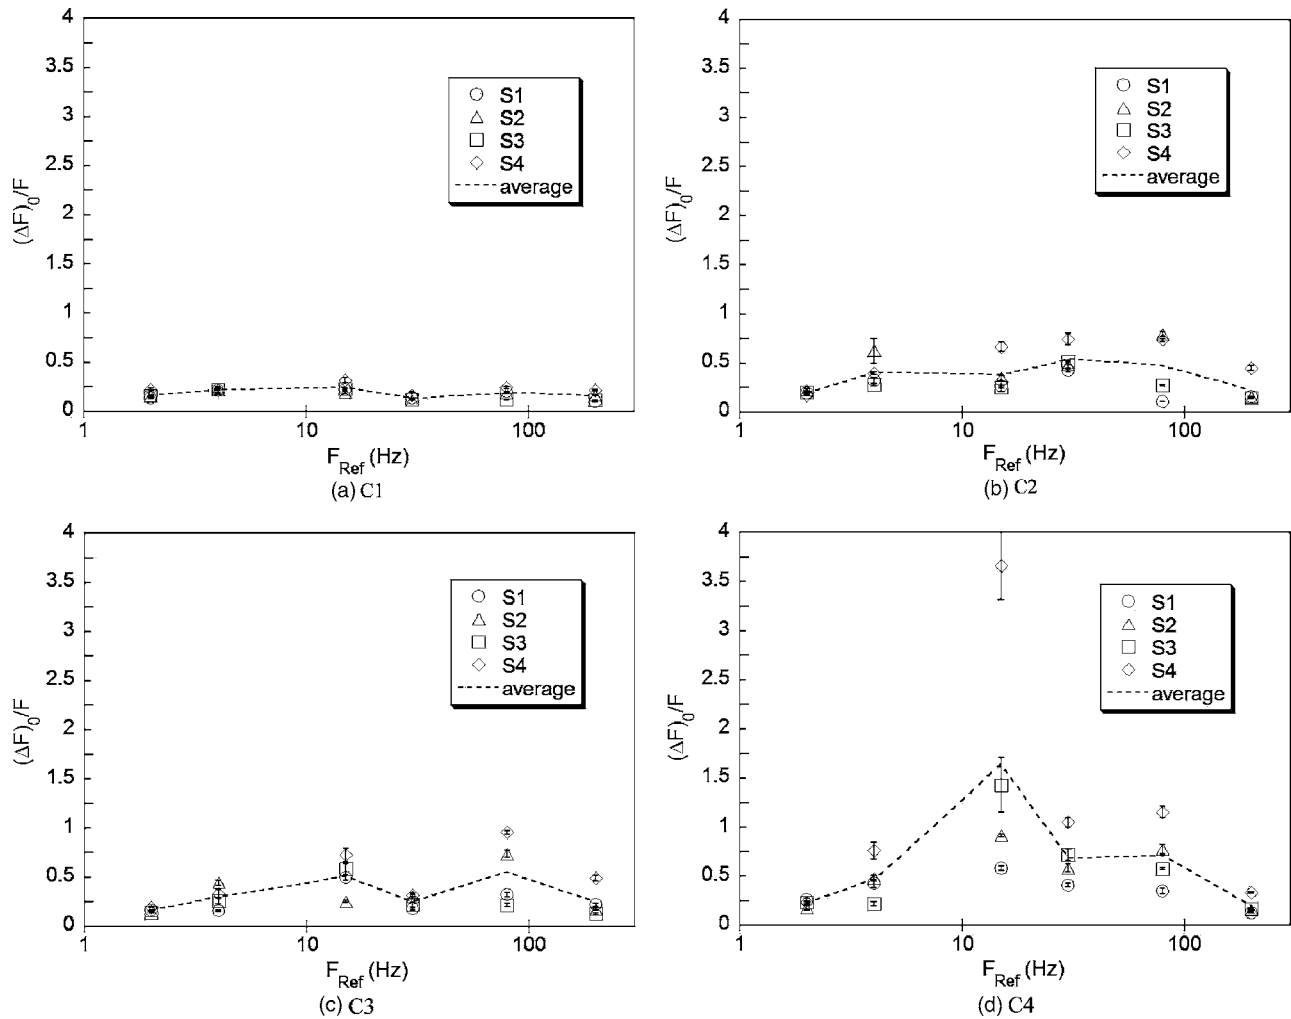 4
3.5
3
2.5
2
1.5
1
0.5
0
(ΔF)₀/F
S1
S2
S3
S4
average
1 10 100
F_Ref (Hz)
(a) C1
4
3.5
3
2.5
2
1.5
1
0.5
0
(ΔF)₀/F
S1
S2
S3
S4
average
1 10 100
F_Ref (Hz)
(b) C2
4
3.5
3
2.5
2
1.5
1
0.5
0
(ΔF)₀/F
S1
S2
S3
S4
average
1 10 100
F_Ref (Hz)
(c) C3
4
3.5
3
2.5
2
1.5
1
0.5
0
(ΔF)₀/F
S1
S2
S3
S4
average
1 10 100
F_Ref (Hz)
(d) C4